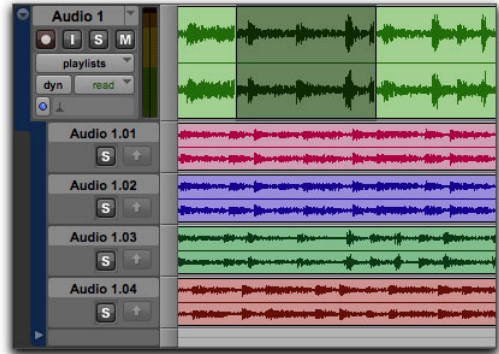 Audio 1
I S M
playlists
dyn read
Audio 1.01
S
Audio 1.02
S
Audio 1.03
S
Audio 1.04
S